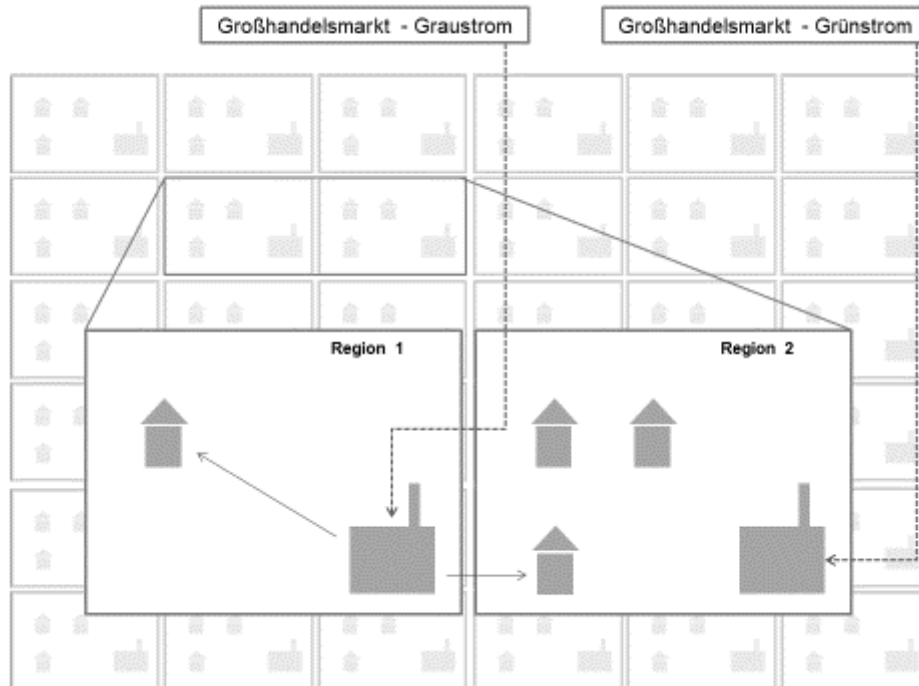 Großhandelsmarkt - Graustrom
Großhandelsmarkt - Grünstrom
Region 1
Region 2